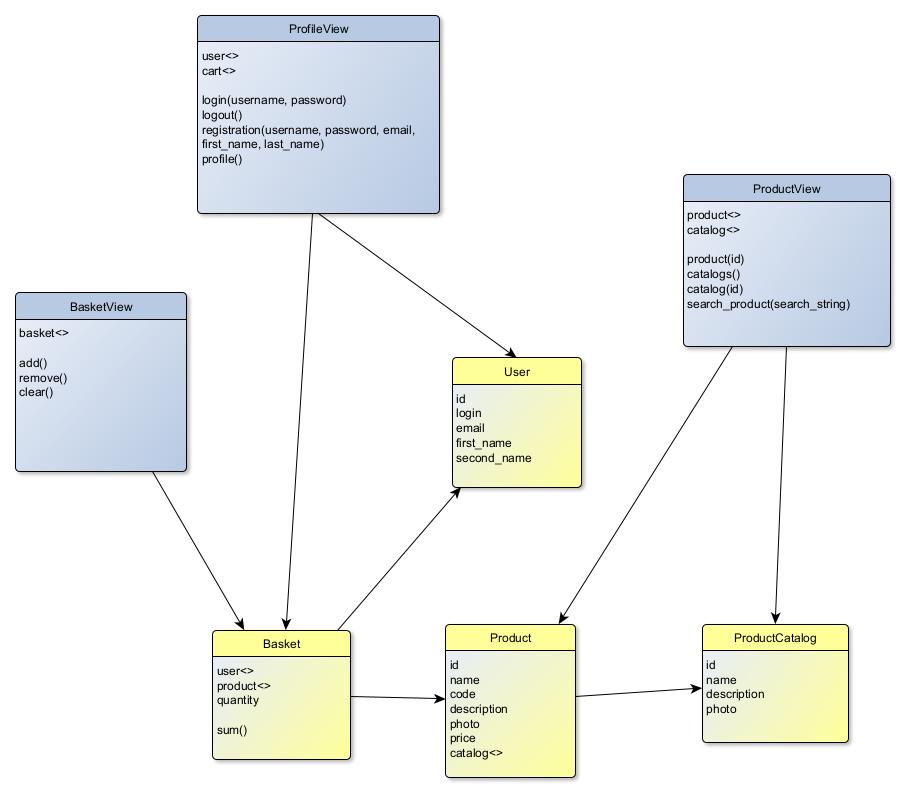 ProfileView
user<>
cart<>
login(username, password)
logout()
registration(username, password, email,
first_name, last_name)
profile()
ProductView
product<>
catalog<>
product(id)
catalogs()
catalog(id)
search_product(search_string)
BasketView
basket<>
add()
remove()
clear()
User
id
login
email
first_name
second_name
Basket
user<>
product<>
quantity
sum()
Product
id
name
code
description
photo
price
catalog<>
ProductCatalog
id
name
description
photo